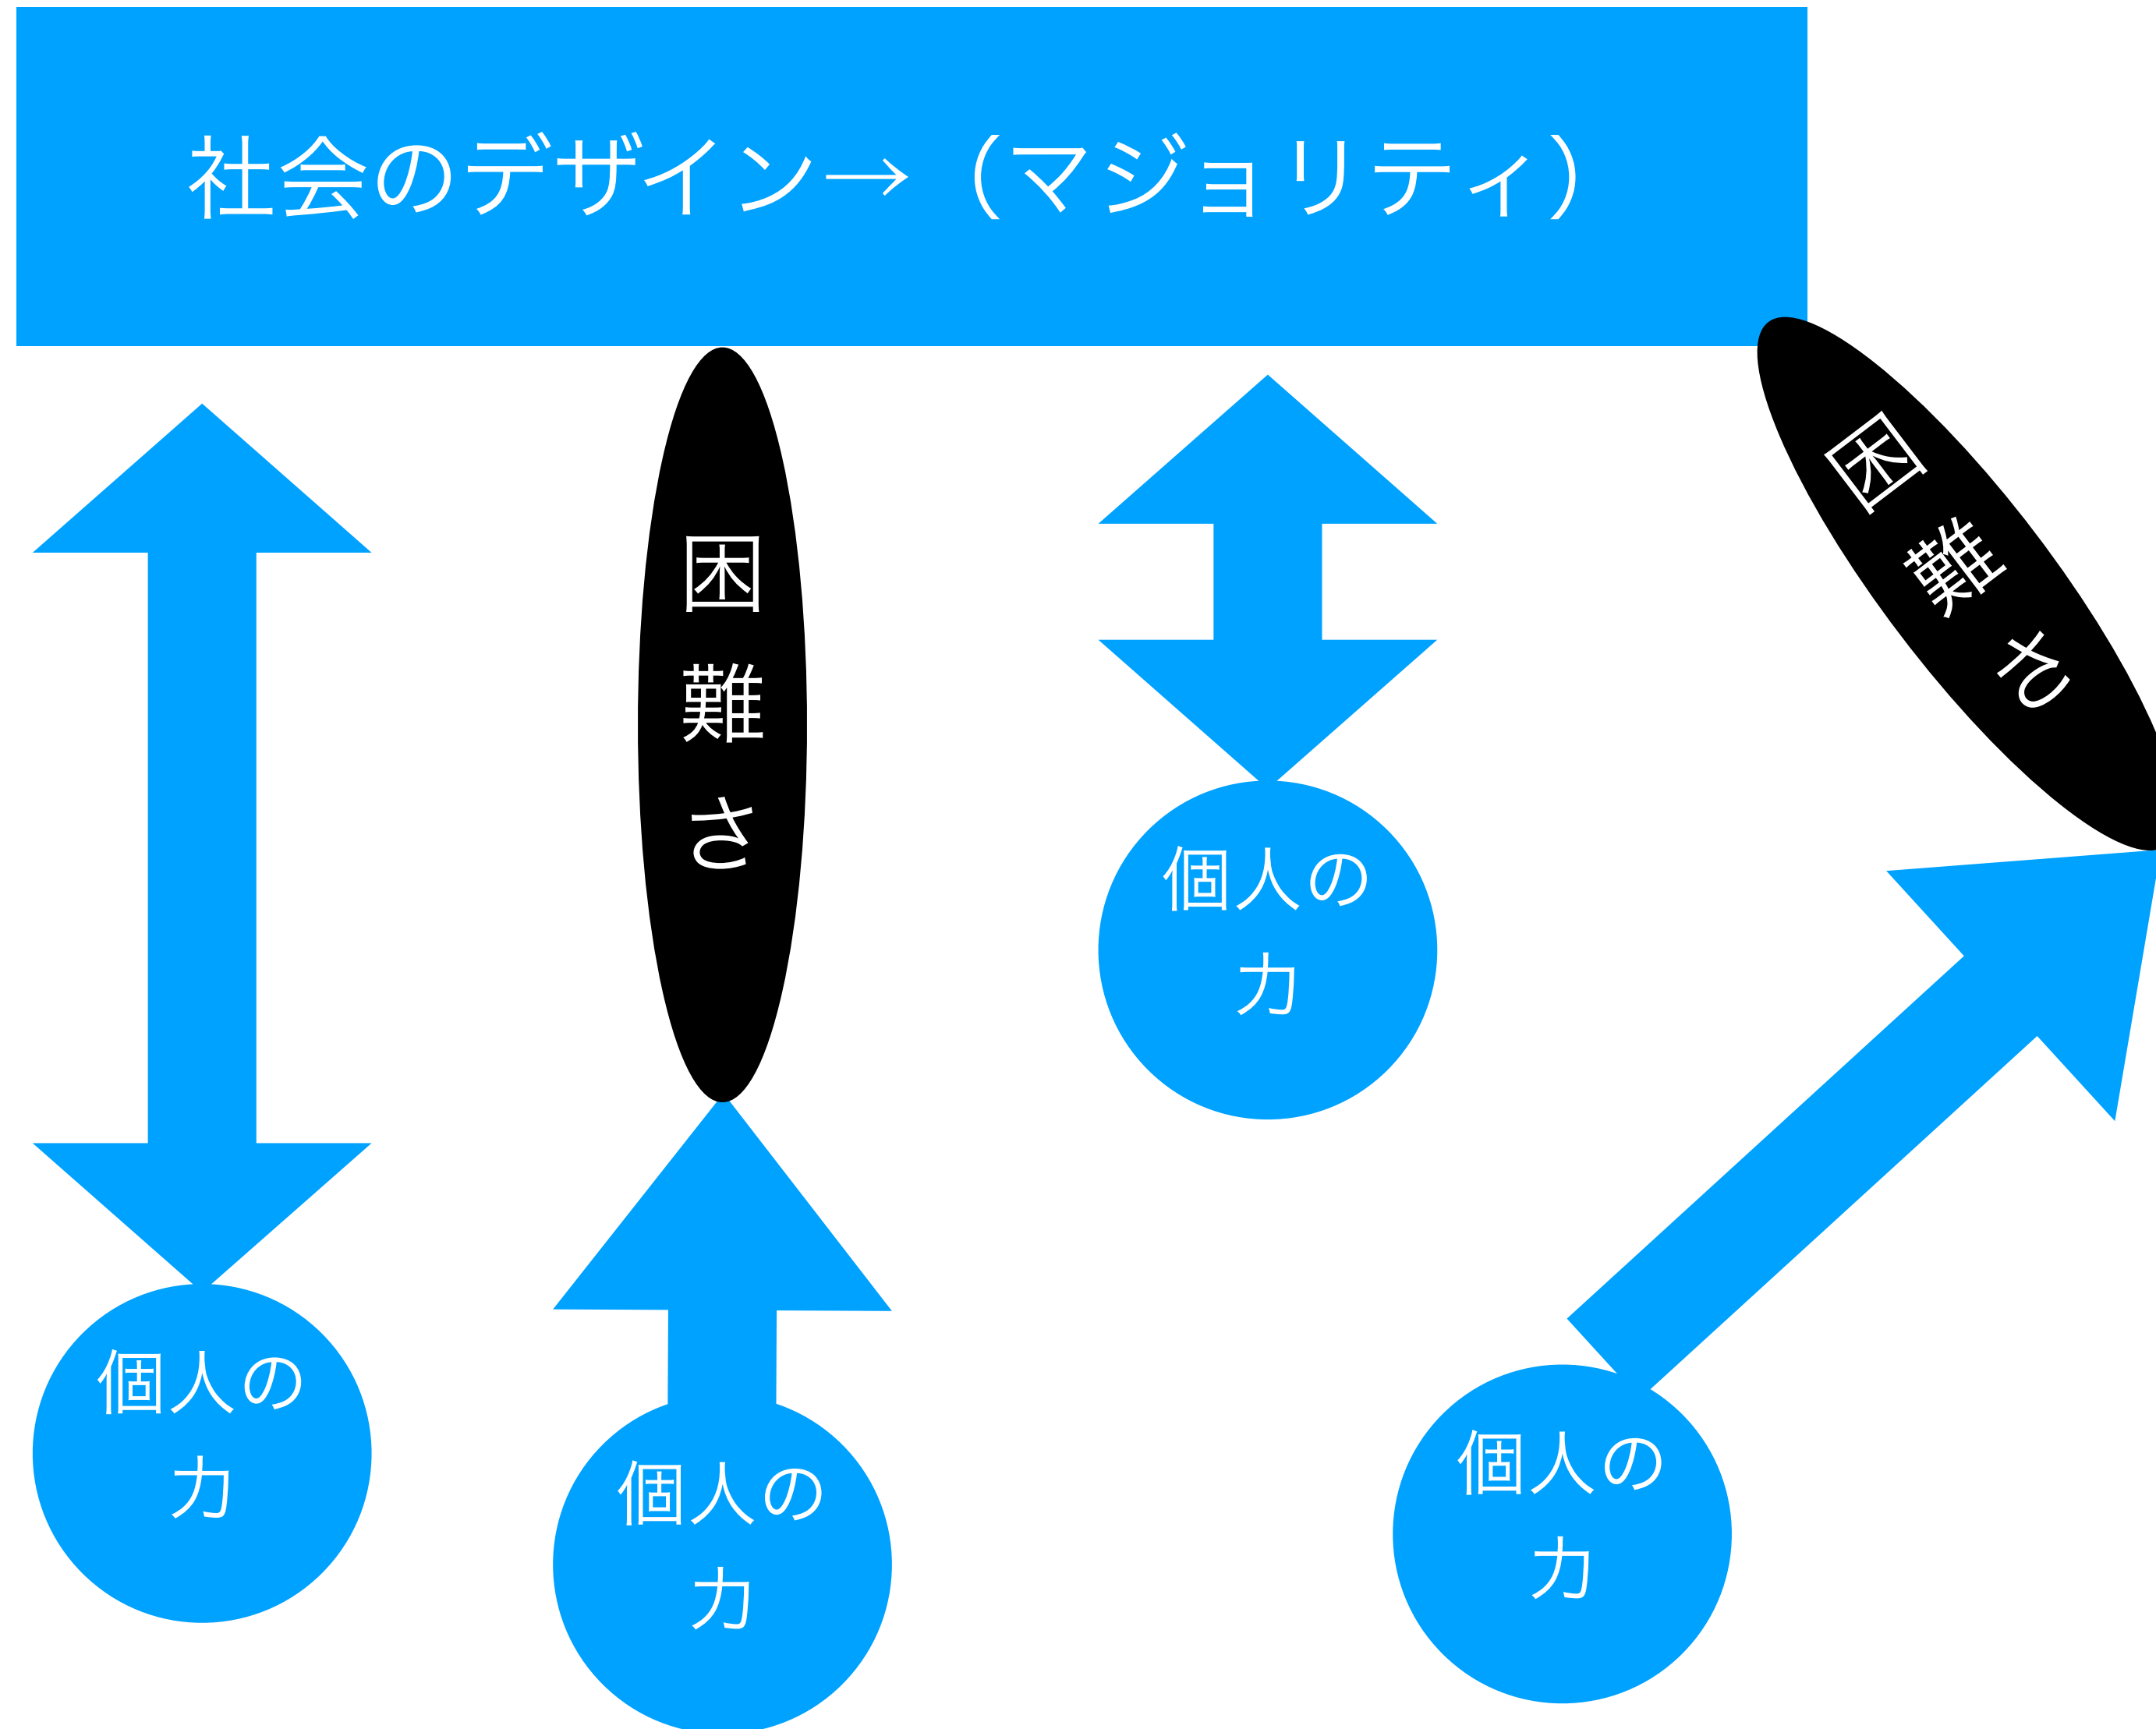 社会のデザイン→（マジョリティ）
困難さ
困難さ
個人の
力
個人の
力
個人の
力
個人の
力